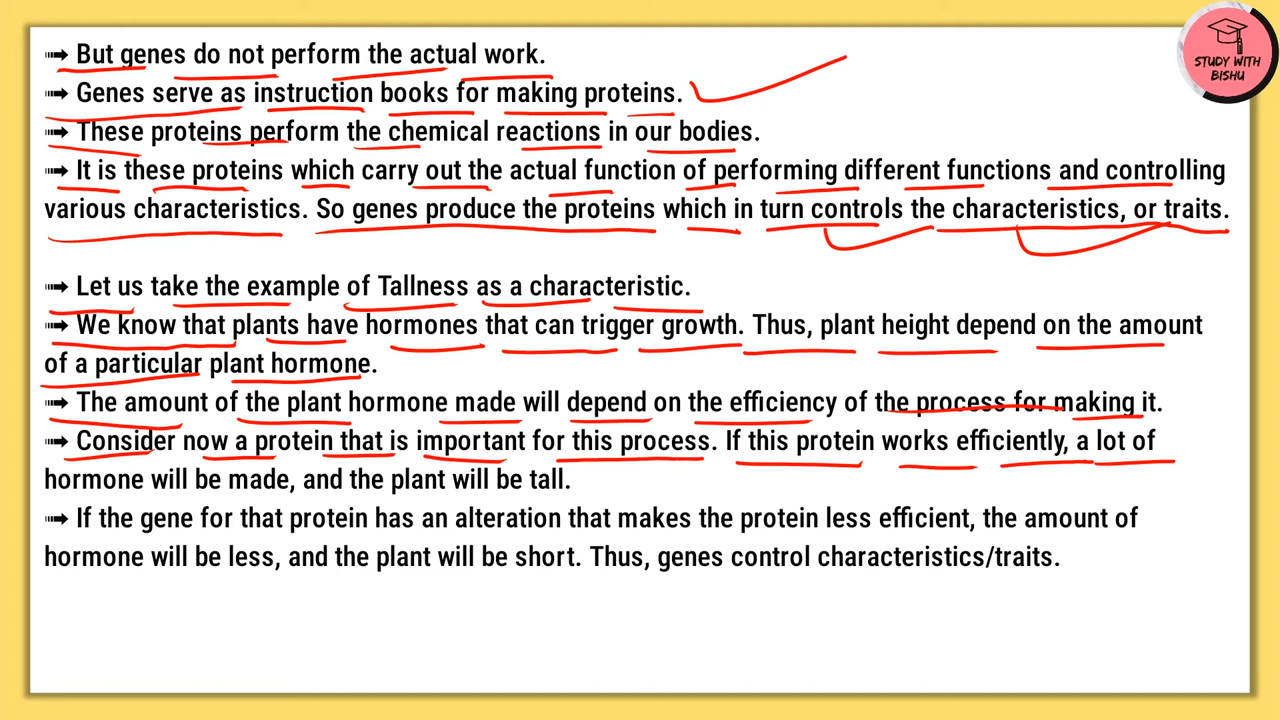 ➟ But genes do not perform the actual work.
➟ Genes serve as instruction books for making proteins.
➟ These proteins perform the chemical reactions in our bodies.
➟ It is these proteins which carry out the actual function of performing different functions and controlling
various characteristics. So genes produce the proteins which in turn controls the characteristics, or traits.
➟ Let us take the example of Tallness as a characteristic.
➟ We know that plants have hormones that can trigger growth. Thus, plant height depend on the amount
of a particular plant hormone.
➟ The amount of the plant hormone made will depend on the efficiency of the process for making it.
➟ Consider now a protein that is important for this process. If this protein works efficiently, a lot of
hormone will be made, and the plant will be tall.
➟ If the gene for that protein has an alteration that makes the protein less efficient, the amount of
hormone will be less, and the plant will be short. Thus, genes control characteristics/traits.
STUDY WITH
BISHU